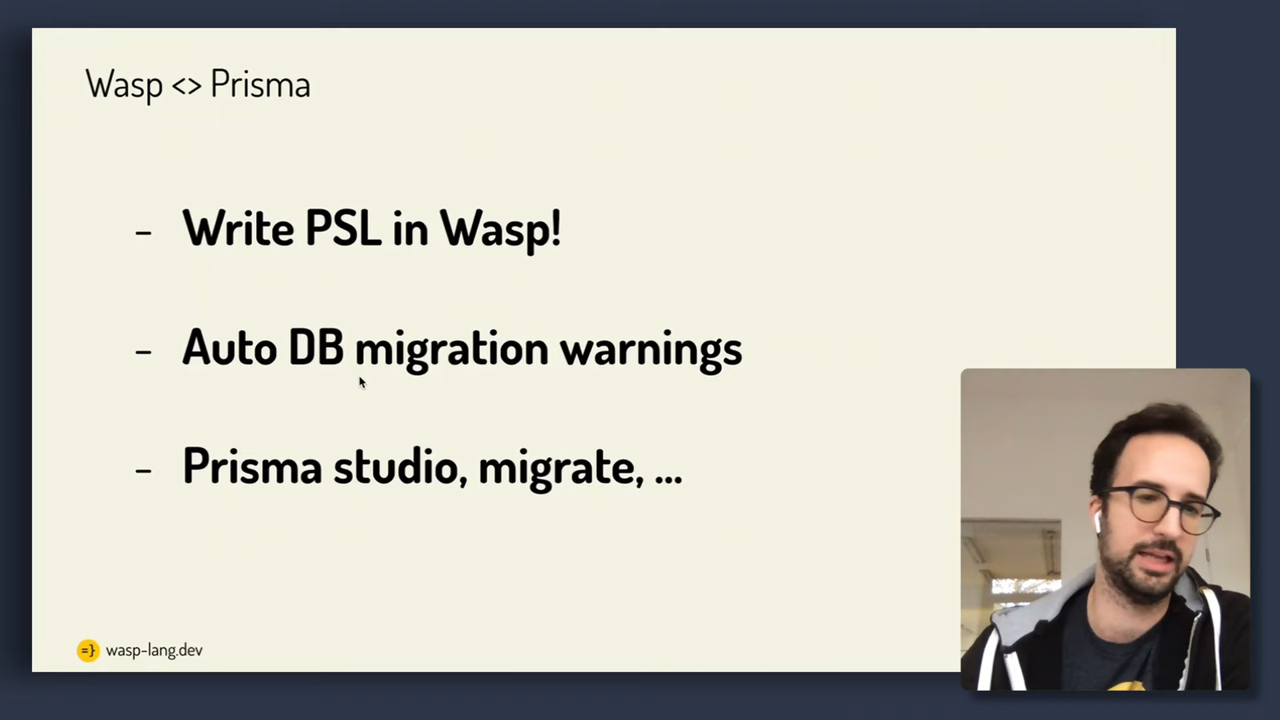 Wasp <> Prisma
- Write PSL in Wasp!
- Auto DB migration warnings
- Prisma studio, migrate, ...
=} wasp-lang.dev